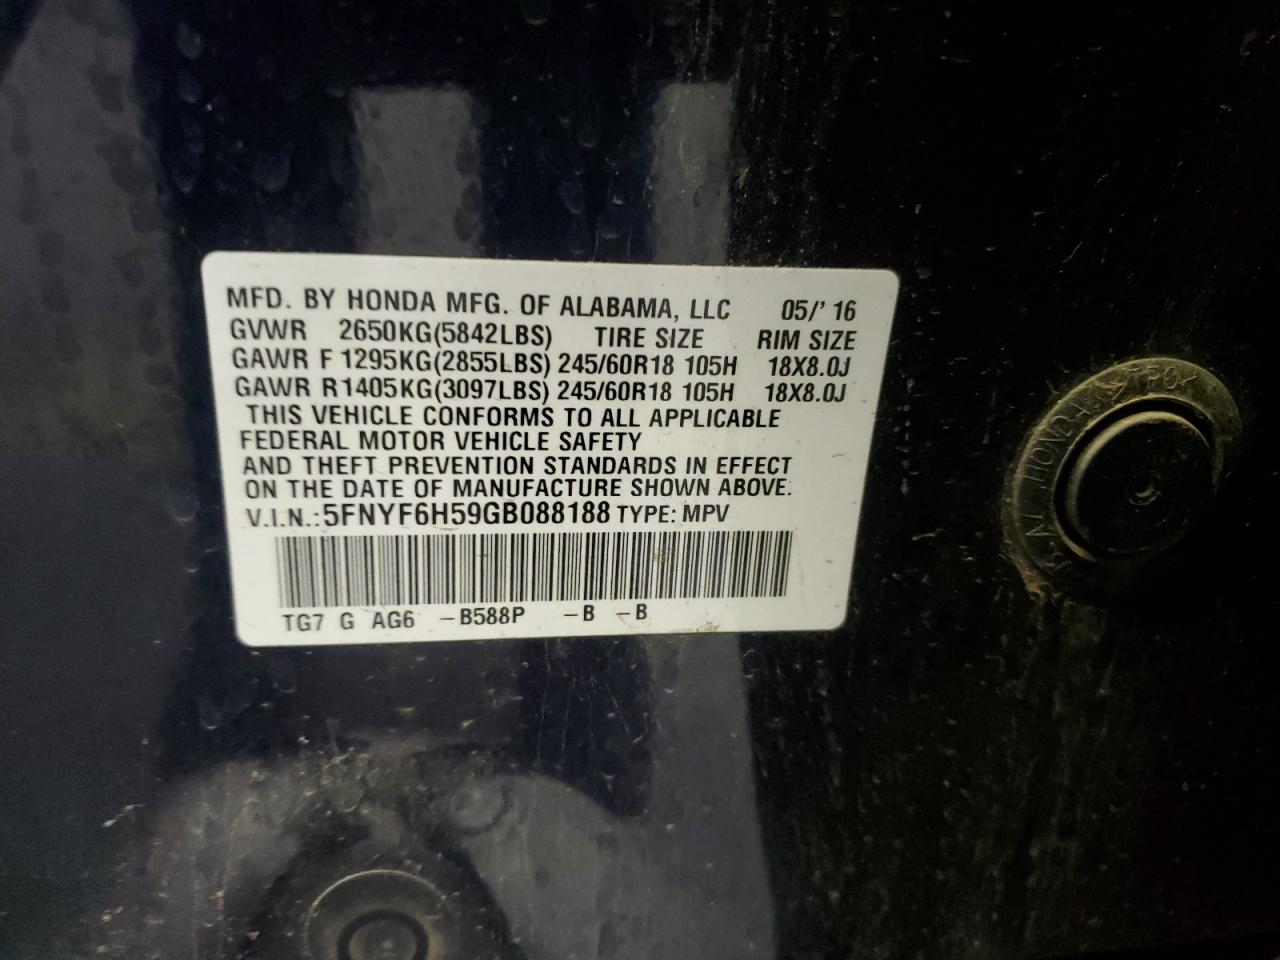 MFD. BY HONDA MFG. OF ALABAMA, LLC 05/'16
GVWR 2650KG(5842LBS) TIRE SIZE RIM SIZE
GAWR F 1295KG(2855LBS) 245/60R18 105H 18X8.0J
GAWR R1405KG(3097LBS) 245/60R18 105H 18X8.0J
THIS VEHICLE CONFORMS TO ALL APPLICABLE
FEDERAL MOTOR VEHICLE SAFETY
AND THEFT PREVENTION STANDARDS IN EFFECT
ON THE DATE OF MANUFACTURE SHOWN ABOVE.
V.I.N.:5FNYF6H59GB088188 TYPE: MPV
TG7 G AG6 -B588P -B -B
HONDA